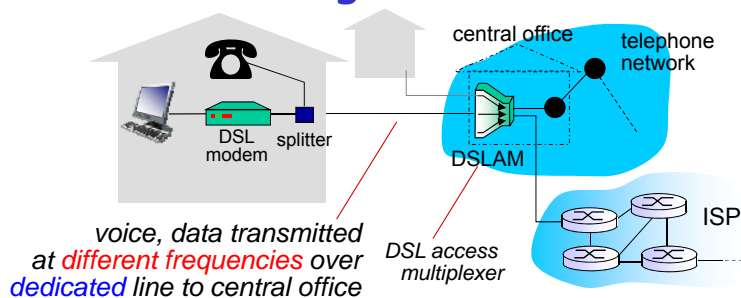 central office
telephone
network
DSL
modem
splitter
DSLAM
ISP
voice, data transmitted
at different frequencies over
dedicated line to central office
DSL access
multiplexer